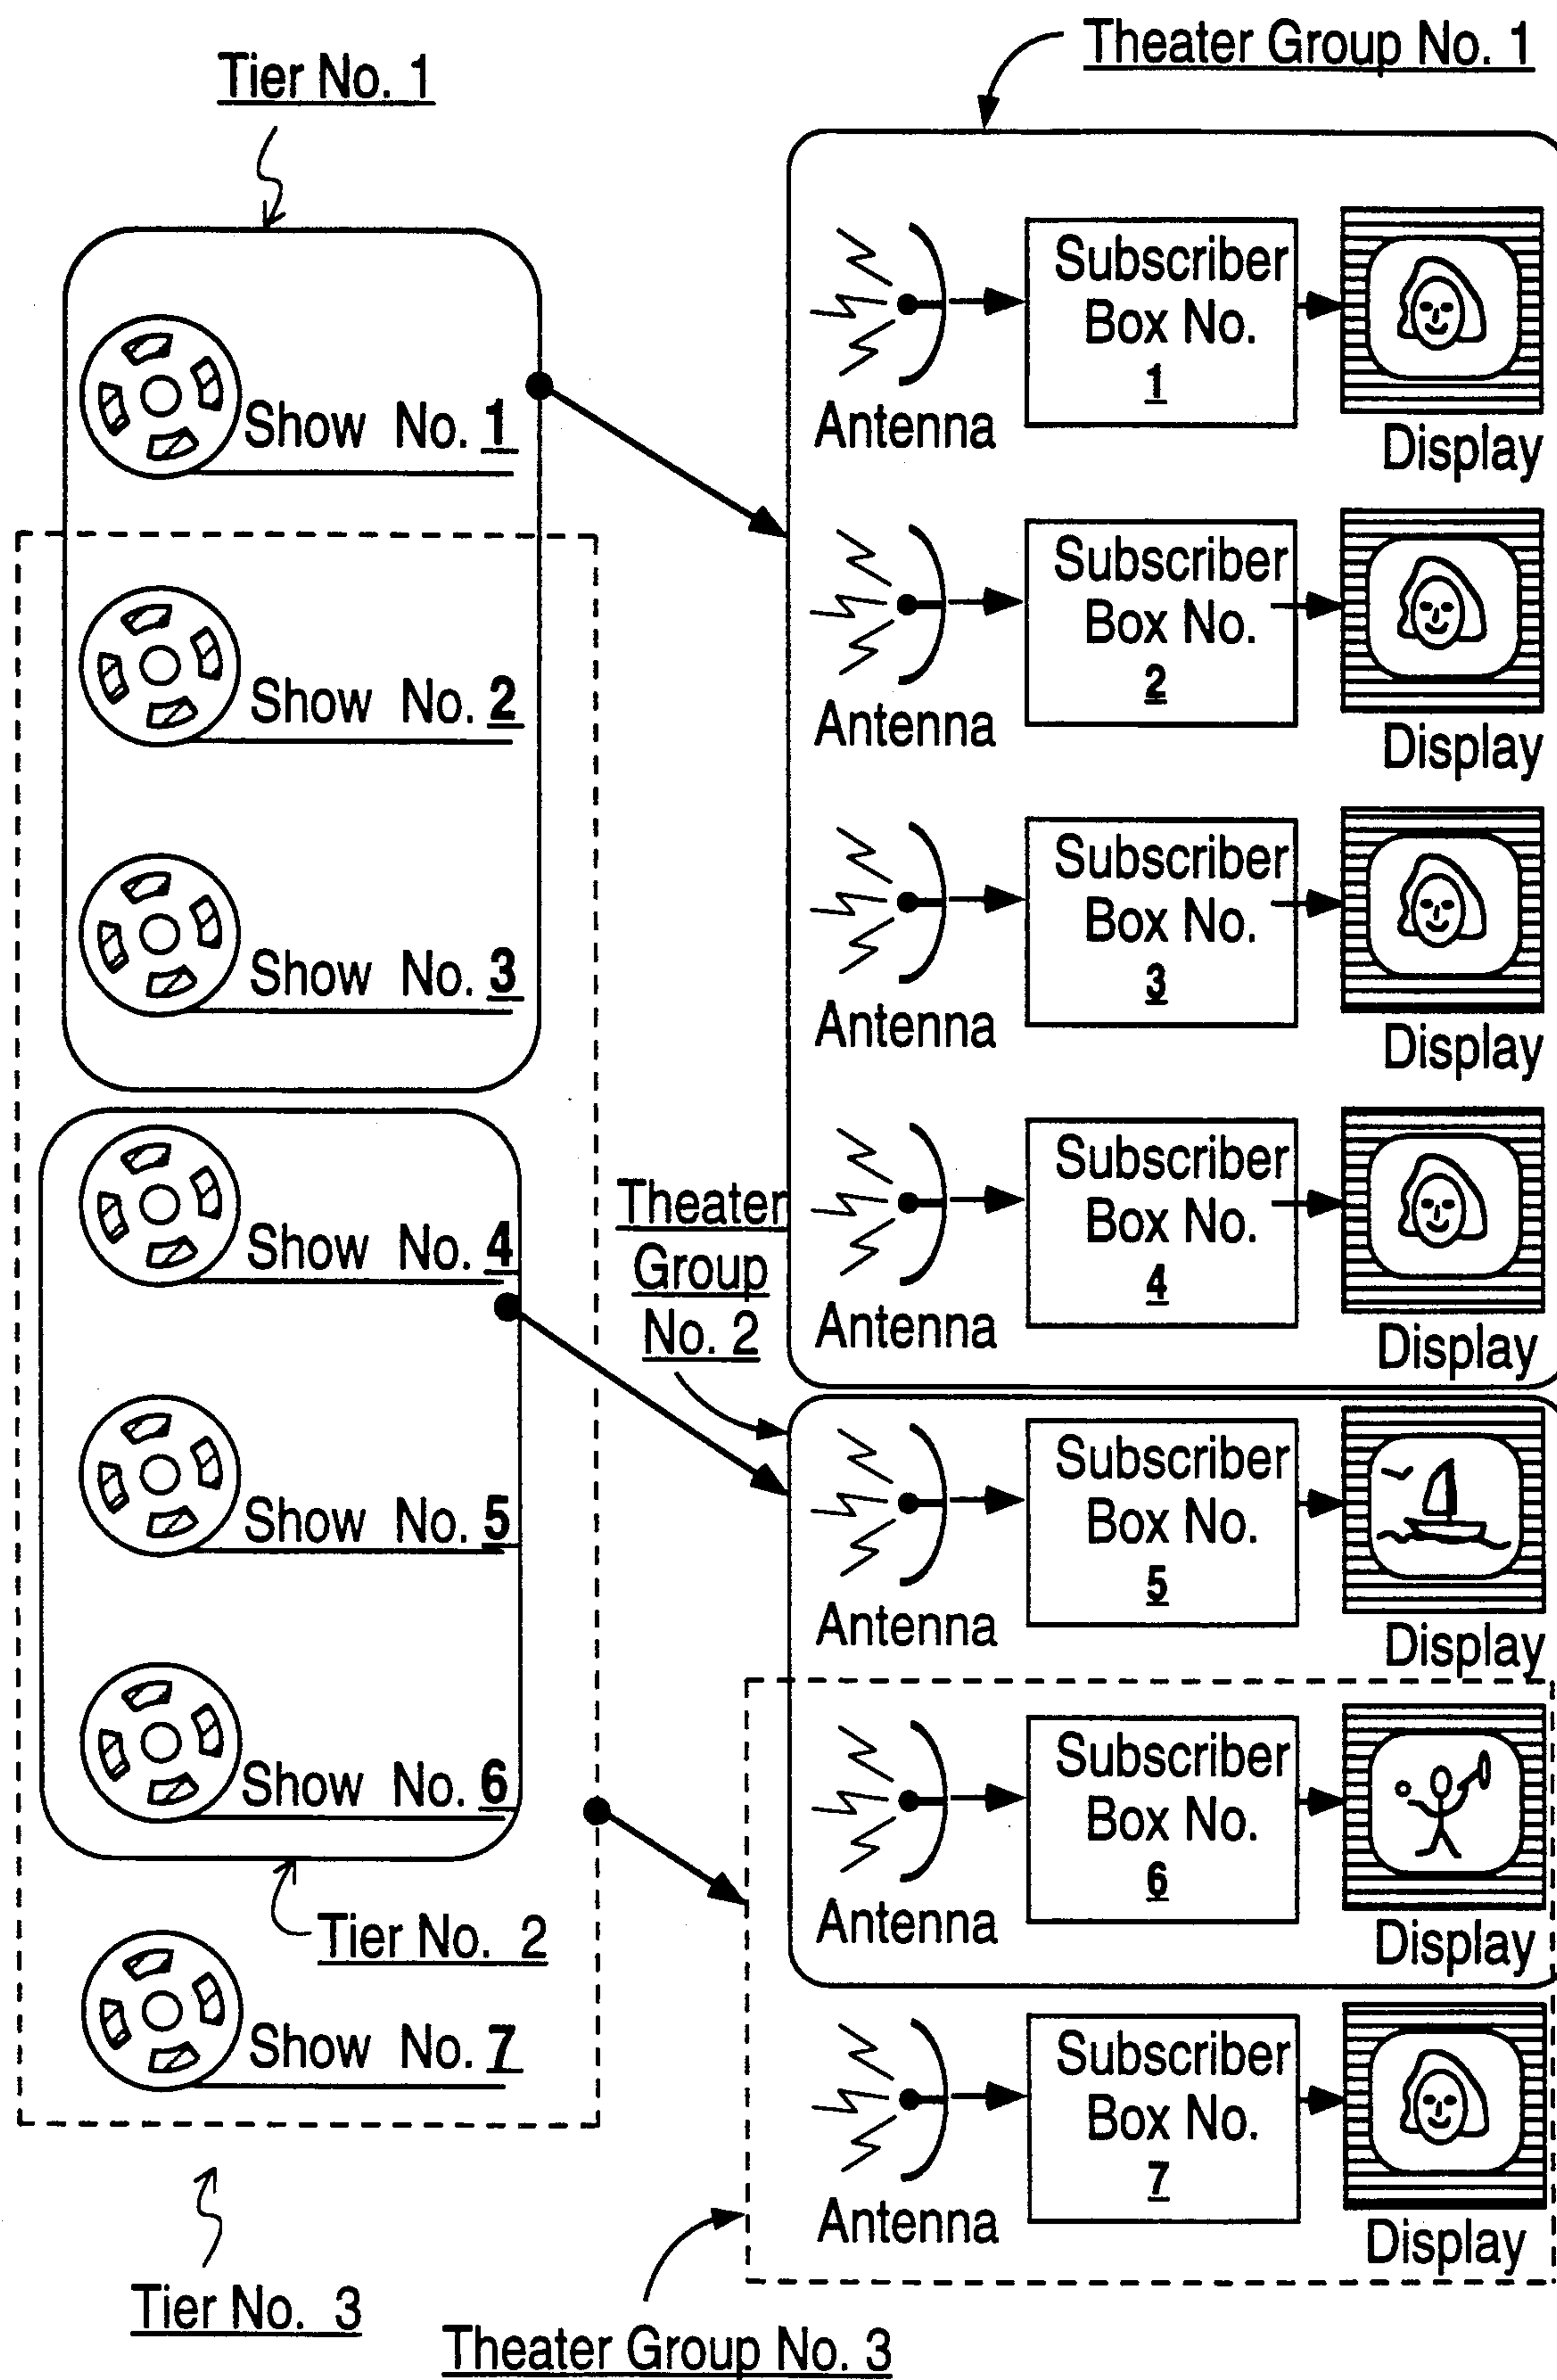 Theater Group No. 1
Tier No. 1
Show No. 1
Show No. 2
Show No. 3
Show No. 4
Show No. 5
Show No. 6
Tier No. 2
Show No. 7
Tier No. 3
Subscriber
Box No.
1
Antenna
Display
Subscriber
Box No.
2
Antenna
Display
Subscriber
Box No.
3
Antenna
Display
Subscriber
Box No.
4
Antenna
Display
Theater
Group
No. 2
Subscriber
Box No.
5
Antenna
Display
Subscriber
Box No.
6
Antenna
Display
Subscriber
Box No.
7
Antenna
Display
Theater Group No. 3